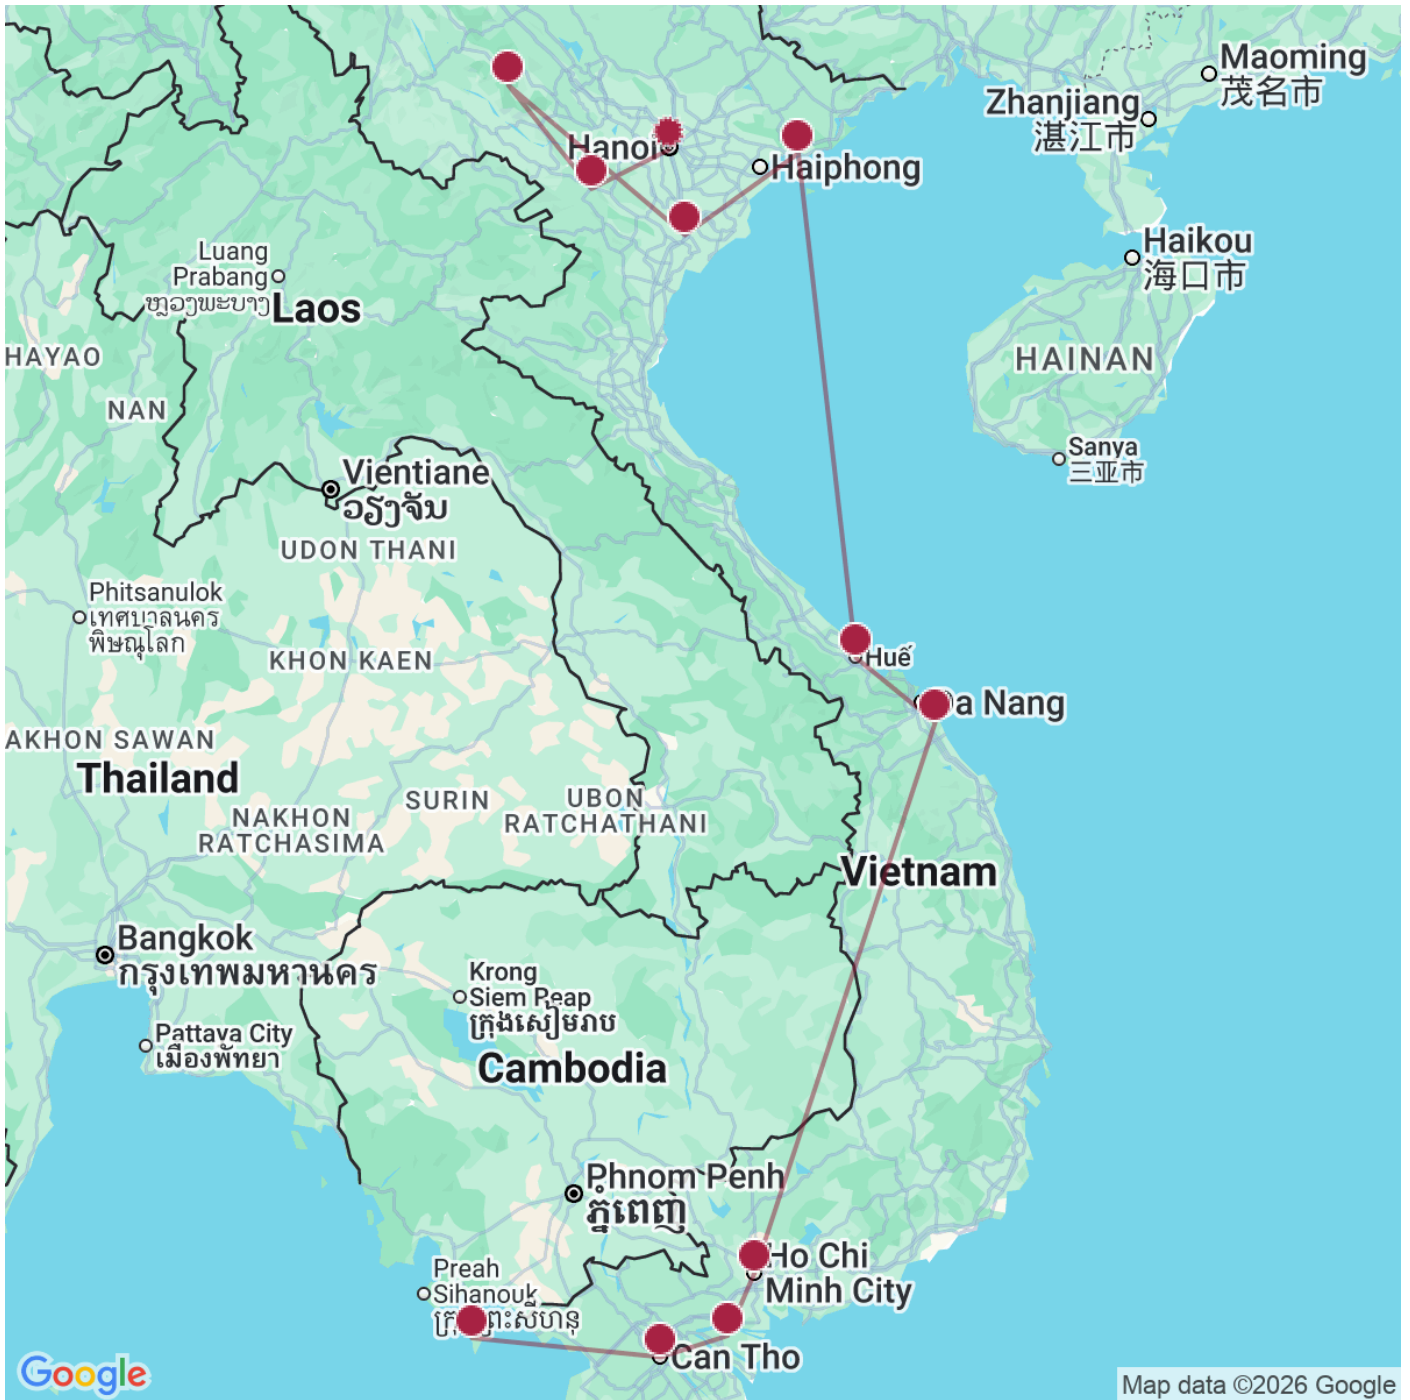 Maoming
茂名市
Zhanjiang
湛江市
Hanoi
Haiphong
Haikou
海口市
Luang
Prabang
ຫຼວງພະບາງ
Laos
HAYAO
HAINAN
NAN
Sanya
三亚市
Vientiane
ວຽງຈັນ
UDON THANI
Phitsanulok
เทศบาลนคร
พิษณุโลก
KHON KAEN
Huế
a Nang
AKHON SAWAN
Thailand
SURIN
UBON
RATCHATHANI
NAKHON
RATCHASIMA
Vietnam
Bangkok
กรุงเทพมหานคร
Krong
Siem Reap
ក្រុងសៀមរាប
Pattaya City
เมืองพัทยา
Cambodia
Phnom Penh
ភ្នំពេញ
Ho Chi
Minh City
Preah
Sihanouk
Can Tho
Google
Map data ©2026 Google